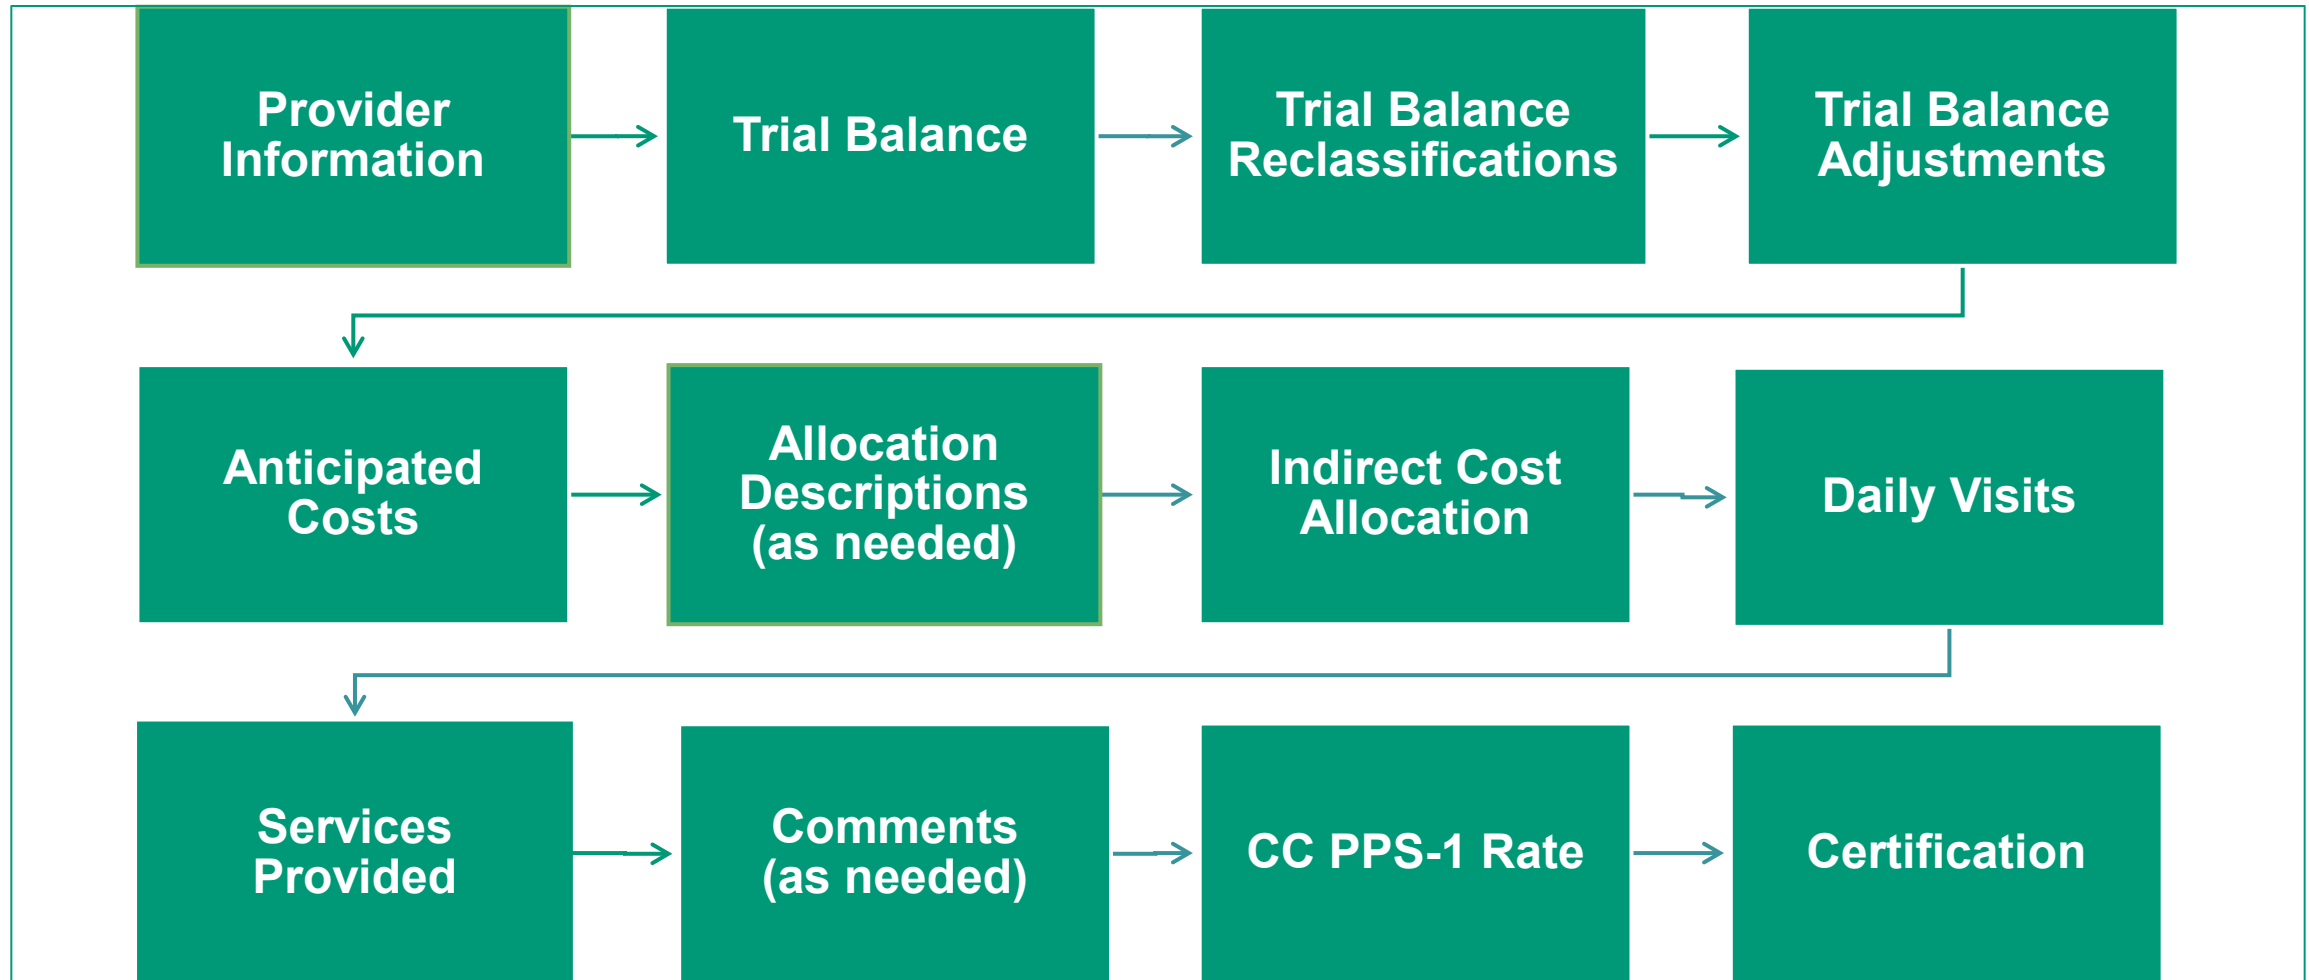 Provider
Information
Trial Balance
Trial Balance
Reclassifications
Trial Balance
Adjustments
Anticipated
Costs
Allocation
Descriptions
(as needed)
Indirect Cost
Allocation
Daily Visits
Services
Provided
Comments
(as needed)
CC PPS-1 Rate
Certification